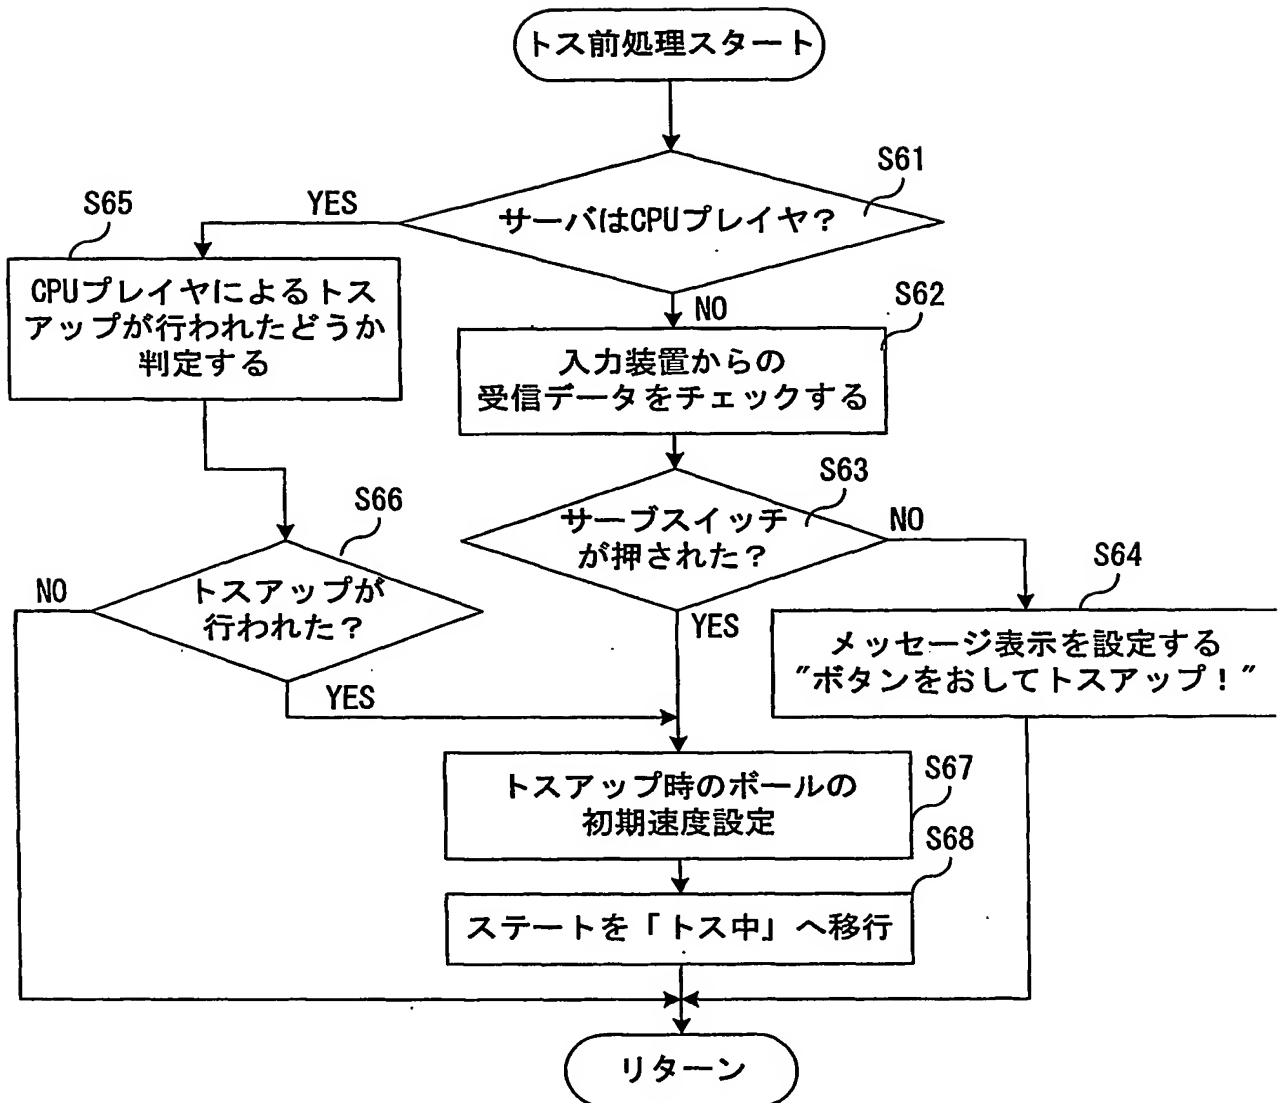 トス前処理スタート
S61
サーバはCPUプレイヤ？
YES
S65
CPUプレイヤによるトス
アップが行われたどうか
判定する
NO
S62
入力装置からの
受信データをチェックする
S63
サーブスイッチ
が押された？
NO
S64
メッセージ表示を設定する
"ボタンをおしてトスアップ！"
S66
トスアップが
行われた？
NO
YES
YES
S67
トスアップ時のボールの
初期速度設定
S68
ステートを「トス中」へ移行
リターン